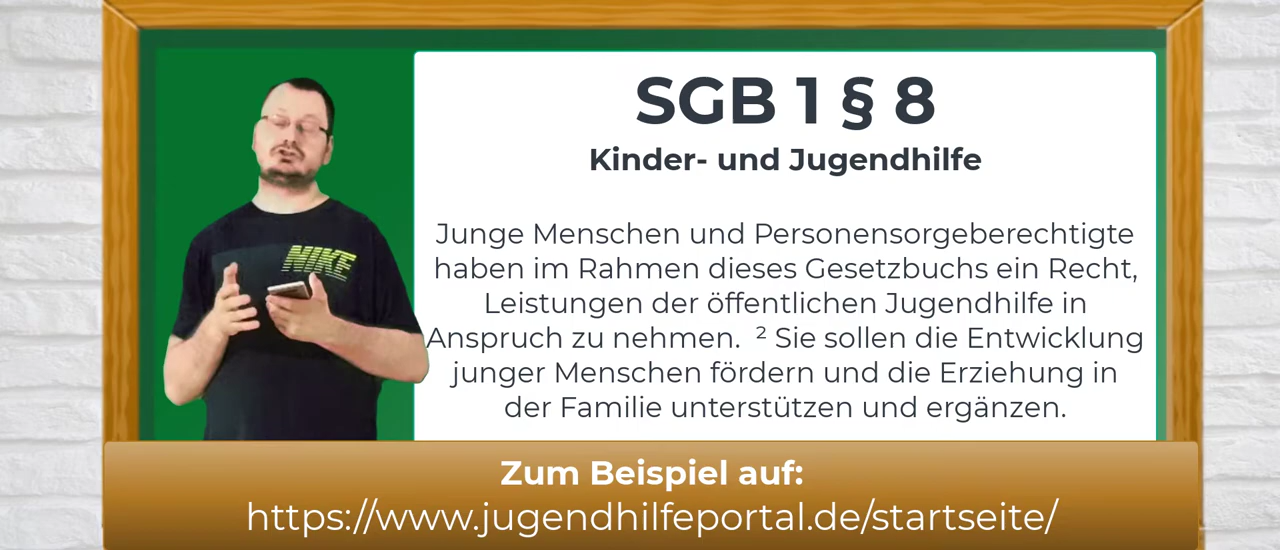 SGB 1 § 8
Kinder- und Jugendhilfe
NIKE
Junge Menschen und Personensorgeberechtigte
haben im Rahmen dieses Gesetzbuchs ein Recht,
Leistungen der öffentlichen Jugendhilfe in
Anspruch zu nehmen. ² Sie sollen die Entwicklung
junger Menschen fördern und die Erziehung in
der Familie unterstützen und ergänzen.
Zum Beispiel auf:
https://www.jugendhilfeportal.de/startseite/